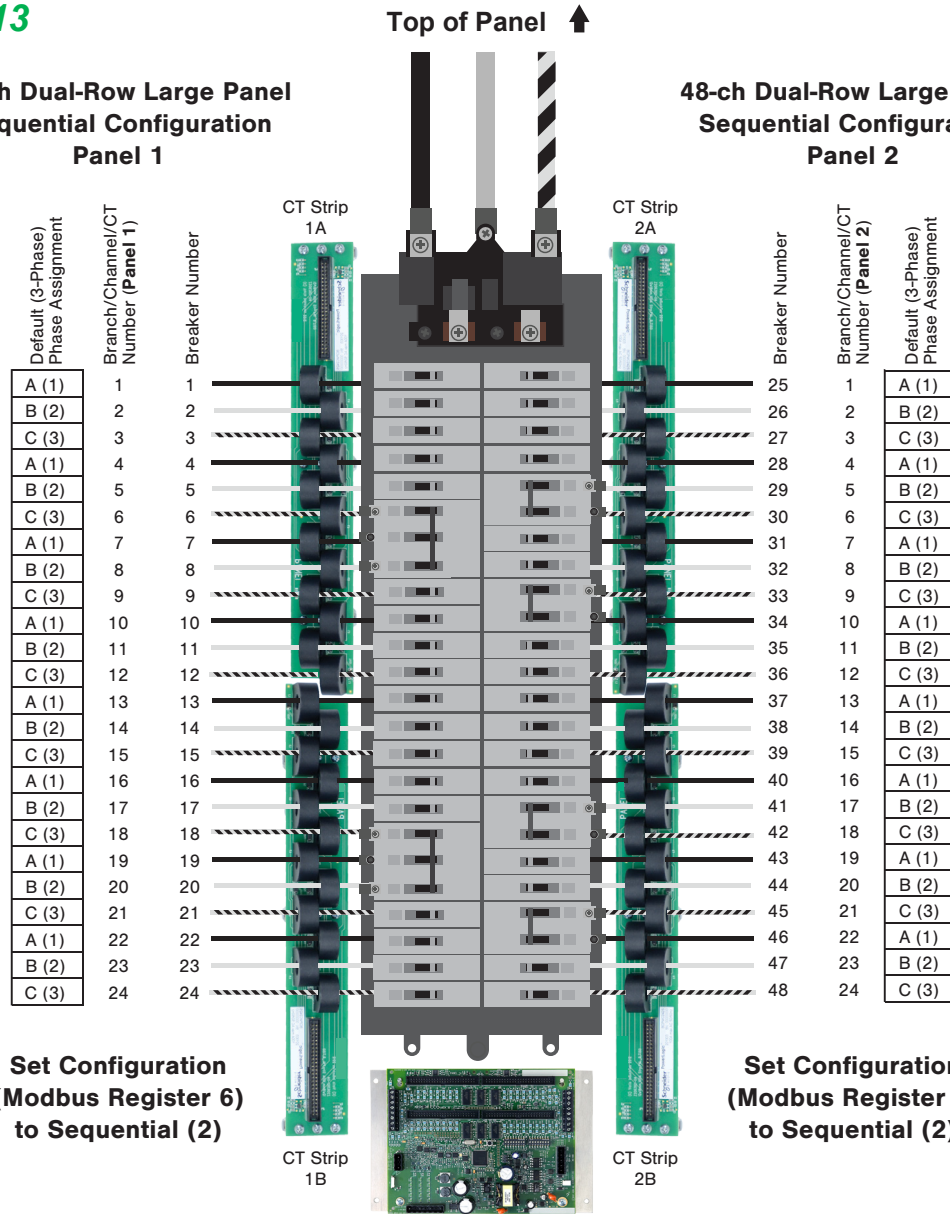 13
Top of Panel
h Dual-Row Large Panel
quential Configuration
Panel 1
48-ch Dual-Row Large
Sequential Configura
Panel 2
Default (3-Phase)
Phase Assignment
Branch/Channel/CT
Number (Panel 1)
Breaker Number
CT Strip
1A
CT Strip
2A
Breaker Number
Branch/Channel/CT
Number (Panel 2)
Default (3-Phase)
Phase Assignment
A (1) 1 1 25 1 A (1)
B (2) 2 2 26 2 B (2)
C (3) 3 3 27 3 C (3)
A (1) 4 4 28 4 A (1)
B (2) 5 5 29 5 B (2)
C (3) 6 6 30 6 C (3)
A (1) 7 7 31 7 A (1)
B (2) 8 8 32 8 B (2)
C (3) 9 9 33 9 C (3)
A (1) 10 10 34 10 A (1)
B (2) 11 11 35 11 B (2)
C (3) 12 12 36 12 C (3)
A (1) 13 13 37 13 A (1)
B (2) 14 14 38 14 B (2)
C (3) 15 15 39 15 C (3)
A (1) 16 16 40 16 A (1)
B (2) 17 17 41 17 B (2)
C (3) 18 18 42 18 C (3)
A (1) 19 19 43 19 A (1)
B (2) 20 20 44 20 B (2)
C (3) 21 21 45 21 C (3)
A (1) 22 22 46 22 A (1)
B (2) 23 23 47 23 B (2)
C (3) 24 24 48 24 C (3)
Set Configuration
(Modbus Register 6)
to Sequential (2)
Set Configuration
(Modbus Register
to Sequential (2)
CT Strip
1B
CT Strip
2B